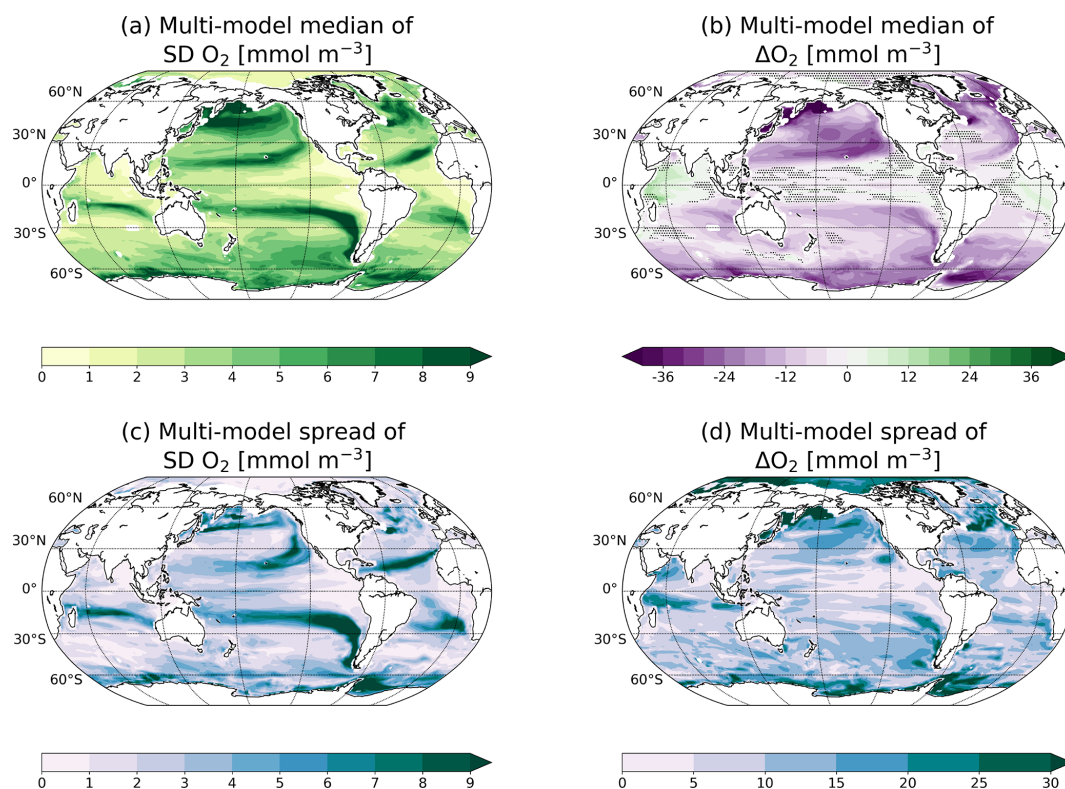 (a) Multi-model median of
SD O₂ [mmol m⁻³]
60°N
30°N
0°
30°S
60°S
0 1 2 3 4 5 6 7 8 9
(b) Multi-model median of
ΔO₂ [mmol m⁻³]
60°N
30°N
0°
30°S
60°S
-36 -24 -12 0 12 24 36
(c) Multi-model spread of
SD O₂ [mmol m⁻³]
60°N
30°N
0°
30°S
60°S
0 1 2 3 4 5 6 7 8 9
(d) Multi-model spread of
ΔO₂ [mmol m⁻³]
60°N
30°N
0°
30°S
60°S
0 5 10 15 20 25 30